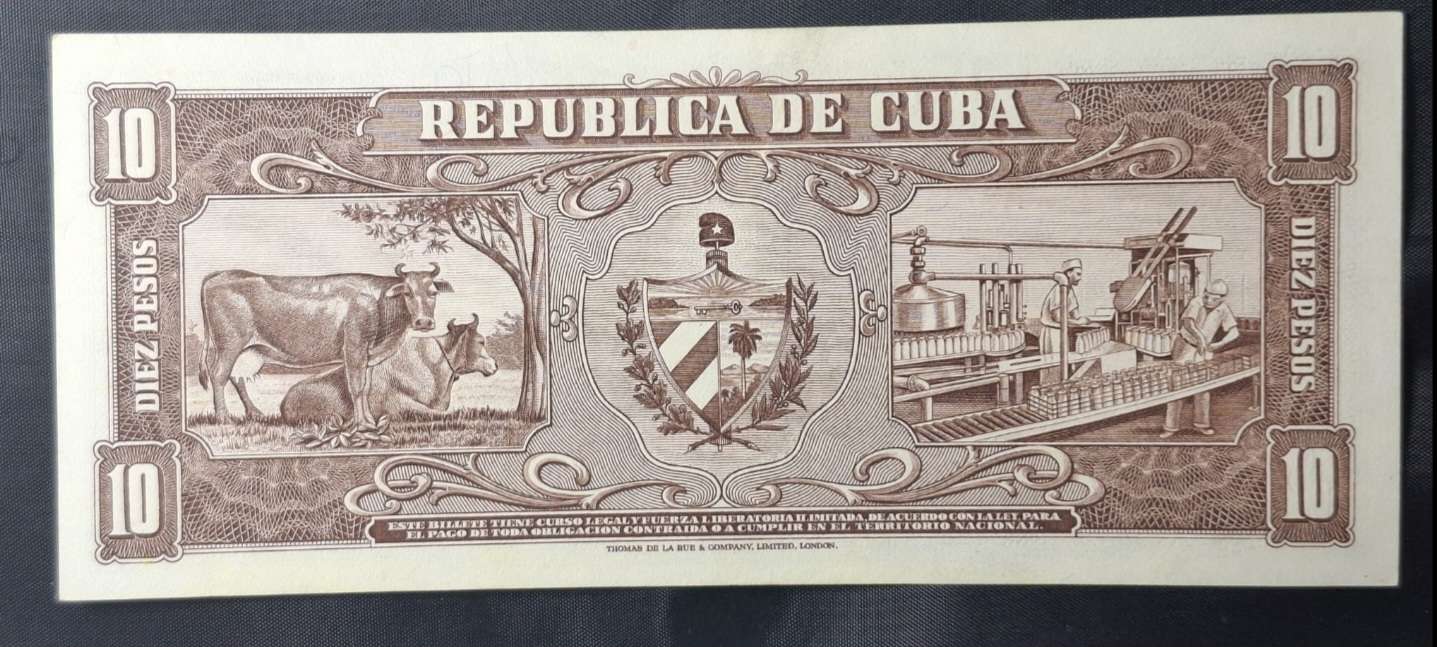 10
REPUBLICA DE CUBA
10
DIEZ PESOS
DIEZ PESOS
10
10
ESTE BILLETE TIENE CURSO LEGAL Y FUERZA LIBERATORIA ILIMITADA, DE ACUERDO CON LA LEY, PARA
EL PAGO DE TODA OBLIGACION CONTRAIDA O A CUMPLIR EN EL TERRITORIO NACIONAL.
THOMAS DE LA RUE & COMPANY, LIMITED, LONDON.